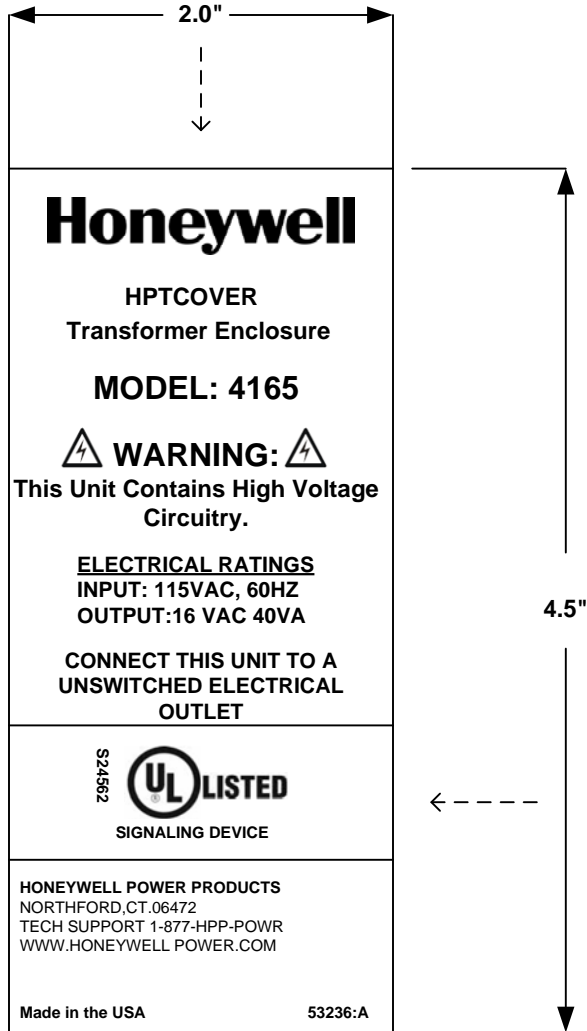 2.0"
Honeywell
HPTCOVER
Transformer Enclosure
MODEL: 4165
WARNING:
This Unit Contains High Voltage
Circuitry.
ELECTRICAL RATINGS
INPUT: 115VAC, 60HZ
OUTPUT:16 VAC 40VA
4.5"
CONNECT THIS UNIT TO A
UNSWITCHED ELECTRICAL
OUTLET
S24562
UL LISTED
®
SIGNALING DEVICE
HONEYWELL POWER PRODUCTS
NORTHFORD,CT.06472
TECH SUPPORT 1-877-HPP-POWR
WWW.HONEYWELL POWER.COM
Made in the USA 53236:A